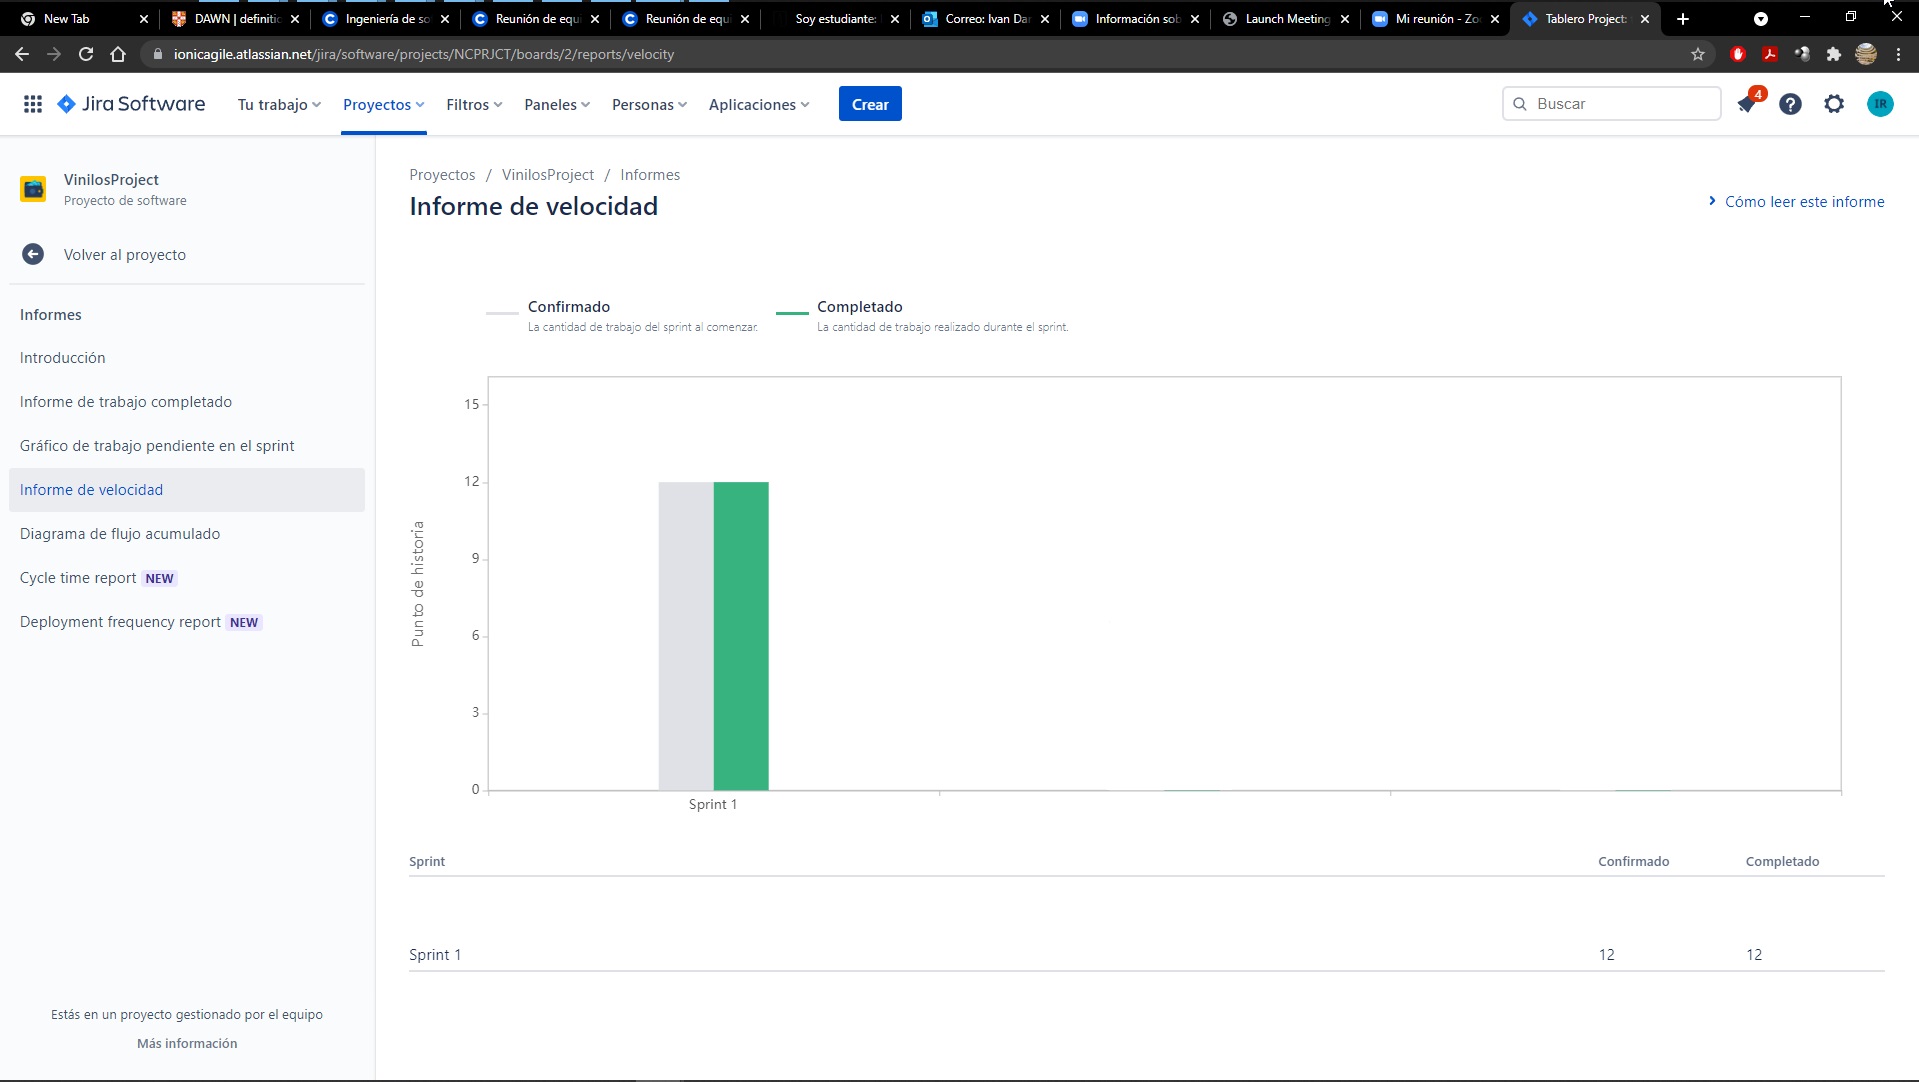 New Tab
DAWN | definitio
Ingeniería de so
Reunión de equi
Reunión de equi
Soy estudiante:
Correo: Ivan Dar
Información sob
Launch Meeting
Mi reunión - Zo
Tablero Project:
ionicagile.atlassian.net/jira/software/projects/NCPRJCT/boards/2/reports/velocity
Jira Software
Tu trabajo
Proyectos
Filtros
Paneles
Personas
Aplicaciones
Crear
Buscar
4
IR
VinilosProject
Proyecto de software
Volver al proyecto
Informes
Introducción
Informe de trabajo completado
Gráfico de trabajo pendiente en el sprint
Informe de velocidad
Diagrama de flujo acumulado
Cycle time report NEW
Deployment frequency report NEW
Estás en un proyecto gestionado por el equipo
Más información
Proyectos / VinilosProject / Informes
Informe de velocidad
Cómo leer este informe
Confirmado
La cantidad de trabajo del sprint al comenzar.
Completado
La cantidad de trabajo realizado durante el sprint.
Punto de historia
15
12
9
6
3
0
Sprint 1
Sprint Confirmado Completado
Sprint 1 12 12